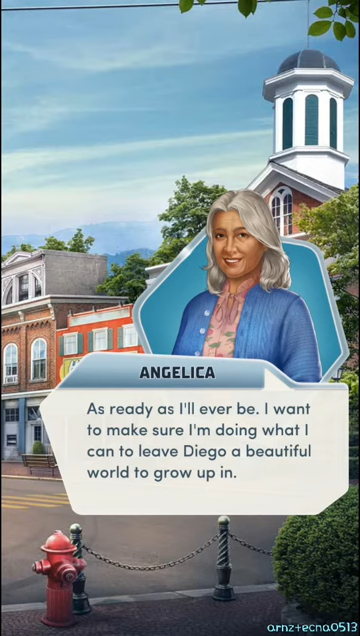 ANGELICA
As ready as I'll ever be. I want
to make sure I'm doing what I
can to leave Diego a beautiful
world to grow up in.
arnz+ecna0513